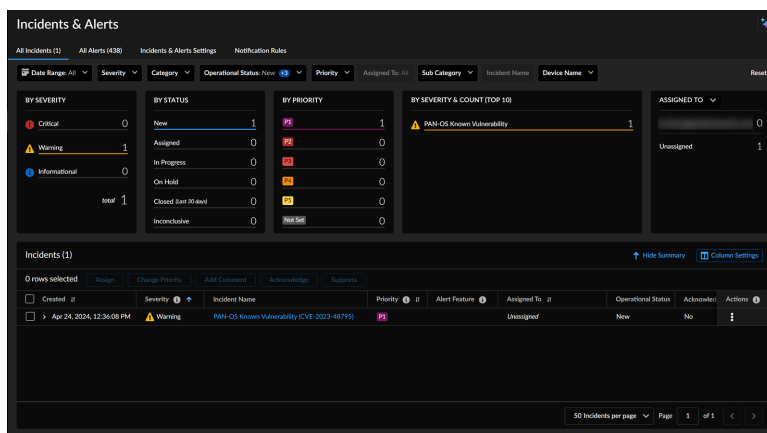 Incidents & Alerts
All Incidents (1) All Alerts (438) Incidents & Alerts Settings Notification Rules
Date Range: All Severity Category Operational Status: New +3 Priority Assigned To: All Sub Category Incident Name Device Name Reset
BY SEVERITY
Critical 0
Warning 1
Informational 0
total 1
BY STATUS
New 1
Assigned 0
In Progress 0
On Hold 0
Closed (Last 30 days) 0
Inconclusive 0
BY PRIORITY
P1 1
P2 0
P3 0
P4 0
P5 0
Not Set 0
BY SEVERITY & COUNT (TOP 10)
PAN-OS Known Vulnerability 1
ASSIGNED TO
0
Unassigned 1
Incidents (1) Hide Summary Column Settings
0 rows selected Assign Change Priority Add Comment Acknowledge Suppress
Created Severity Incident Name Priority Alert Feature Assigned To Operational Status Acknowled Actions
Apr 24, 2024, 12:36:08 PM Warning PAN-OS Known Vulnerability (CVE-2023-48795) P1 Unassigned New No
50 Incidents per page Page 1 of 1